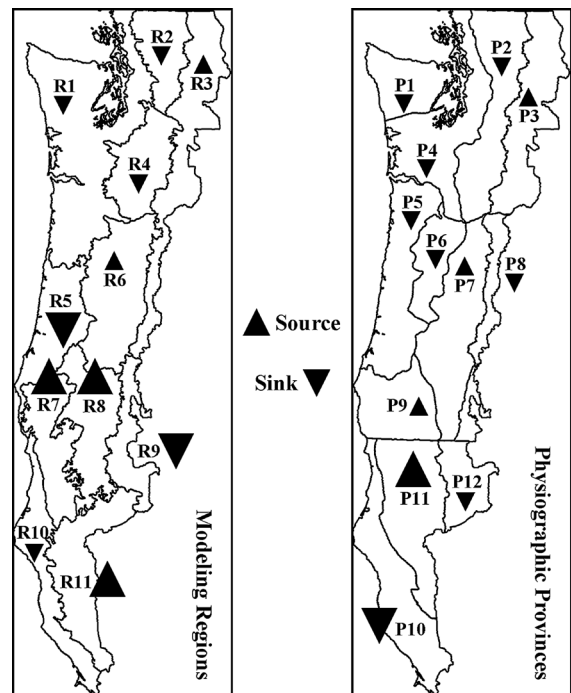 R1
R2
R3
R4
R5
R6
R7
R8
R9
R10
R11
Modeling Regions
Source
Sink
P1
P2
P3
P4
P5
P6
P7
P8
P9
P10
P11
P12
Physiographic Provinces